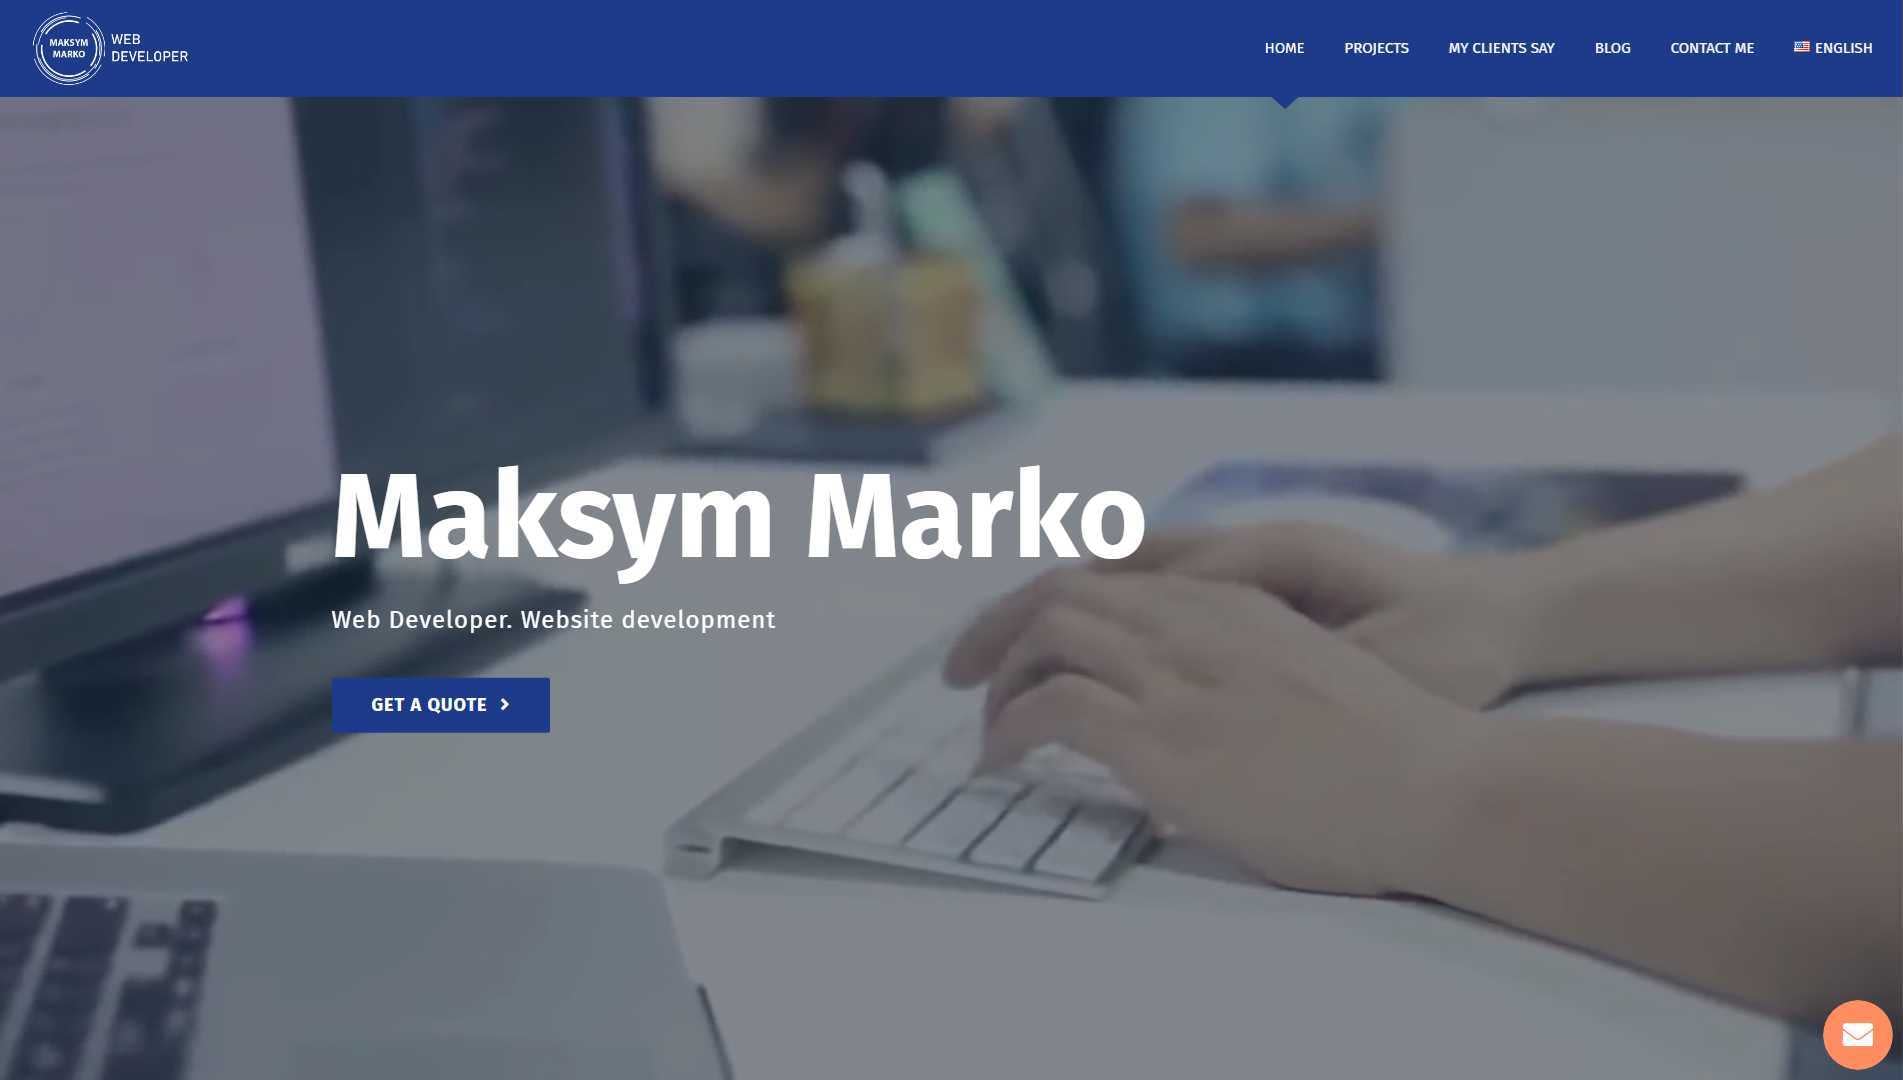 MAKSYM
MARKO
WEB
DEVELOPER
HOME
PROJECTS
MY CLIENTS SAY
BLOG
CONTACT ME
ENGLISH
Maksym Marko
Web Developer. Website development
GET A QUOTE